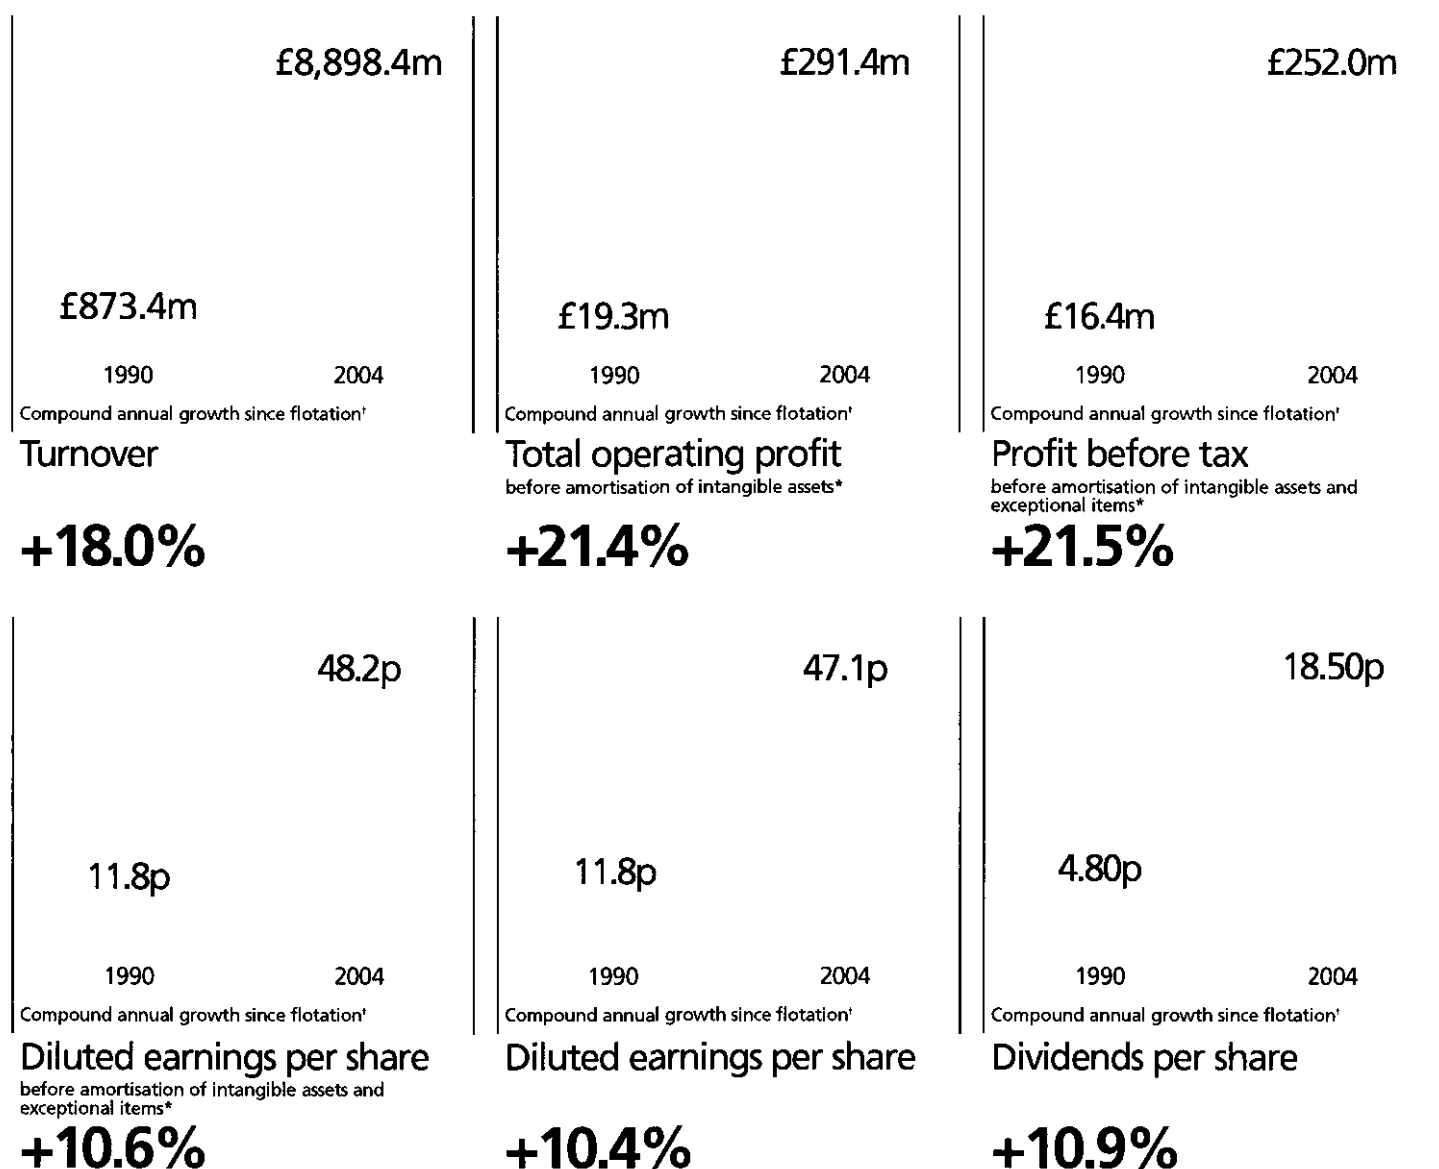 £8,898.4m
£873.4m
1990 2004
Compound annual growth since flotation†
Turnover
+18.0%
£291.4m
£19.3m
1990 2004
Compound annual growth since flotation†
Total operating profit
before amortisation of intangible assets*
+21.4%
£252.0m
£16.4m
1990 2004
Compound annual growth since flotation†
Profit before tax
before amortisation of intangible assets and
exceptional items*
+21.5%
48.2p
11.8p
1990 2004
Compound annual growth since flotation†
Diluted earnings per share
before amortisation of intangible assets and
exceptional items*
+10.6%
47.1p
11.8p
1990 2004
Compound annual growth since flotation†
Diluted earnings per share
+10.4%
18.50p
4.80p
1990 2004
Compound annual growth since flotation†
Dividends per share
+10.9%